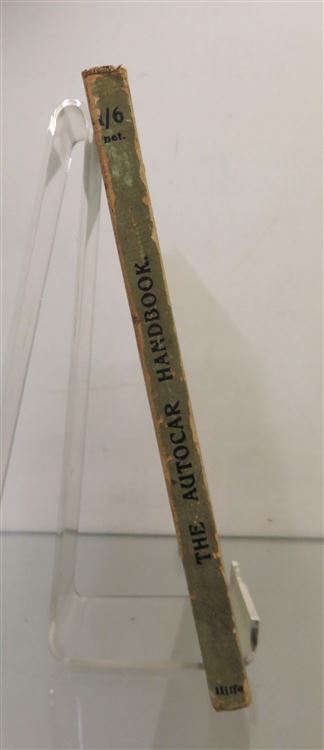 1/6
net.
THE AUTOCAR HANDBOOK.
Iliffe